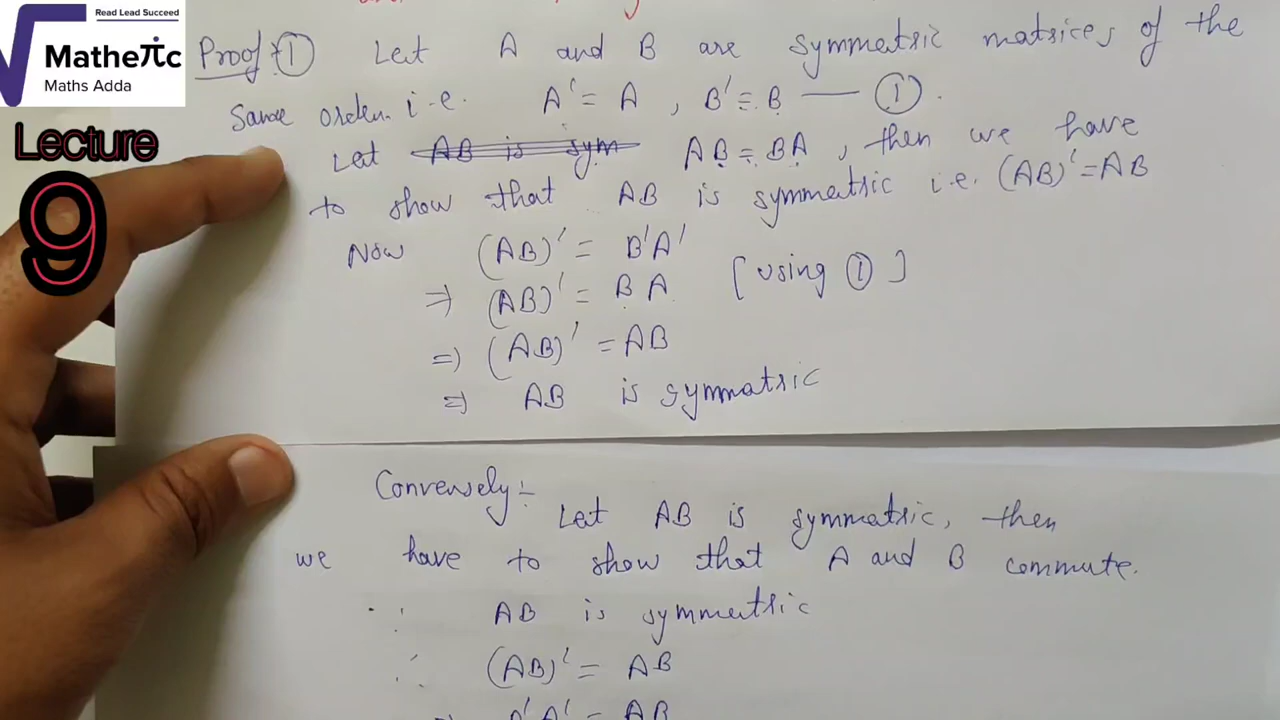 Read Lead Succeed
Matheπc
Maths Adda
Lecture
9
Proof :- ① Let A and B are symmetric matrices of the
same order i.e. A' = A , B' = B — ① .
Let AB is sym AB = BA , then we have
to show that AB is symmetric i.e. (AB)' = AB
Now (AB)' = B'A'
⇒ (AB)' = BA [using ①]
⇒ (AB)' = AB
⇒ AB is symmetric
Conversely :-
Let AB is symmetric, then
we have to show that A and B commute.
∵ AB is symmetric
∴ (AB)' = AB
= AB